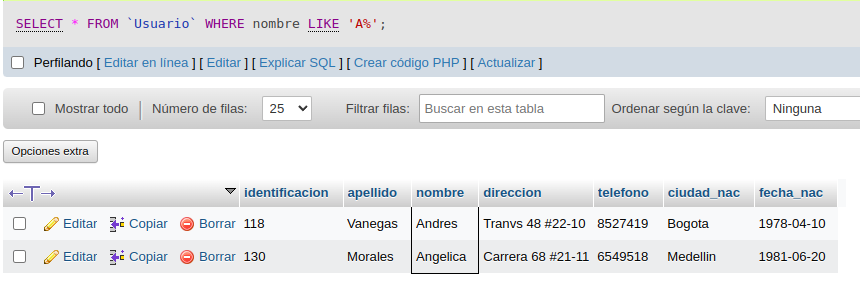 SELECT * FROM `Usuario` WHERE nombre LIKE 'A%';
Perfilando [ Editar en línea ] [ Editar ] [ Explicar SQL ] [ Crear código PHP ] [ Actualizar ]
Mostrar todo Número de filas: 25 Filtrar filas: Buscar en esta tabla Ordenar según la clave: Ninguna
Opciones extra
←T→ identificacion apellido nombre direccion telefono ciudad_nac fecha_nac
Editar Copiar Borrar 118 Vanegas Andres Tranvs 48 #22-10 8527419 Bogota 1978-04-10
Editar Copiar Borrar 130 Morales Angelica Carrera 68 #21-11 6549518 Medellin 1981-06-20